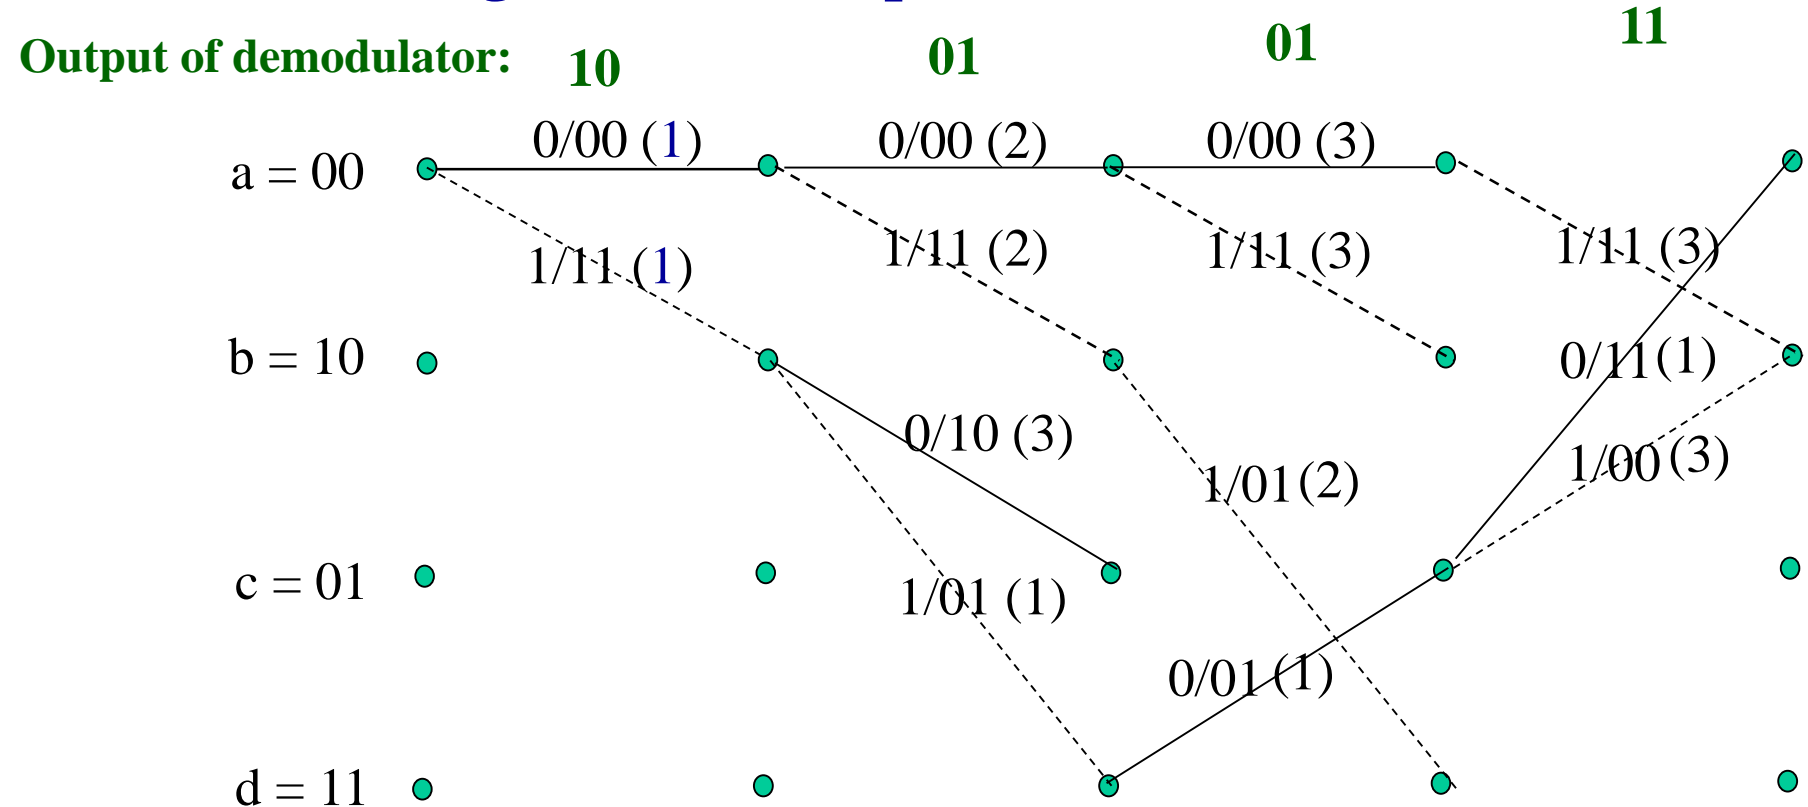 Output of demodulator: 10 01 01 11
0/00 (1) 0/00 (2) 0/00 (3)
a = 00
1/11 (1) 1/11 (2) 1/11 (3) 1/11 (3)
b = 10
0/11 (1)
0/10 (3)
1/01 (2) 1/00 (3)
c = 01
1/01 (1)
0/01 (1)
d = 11